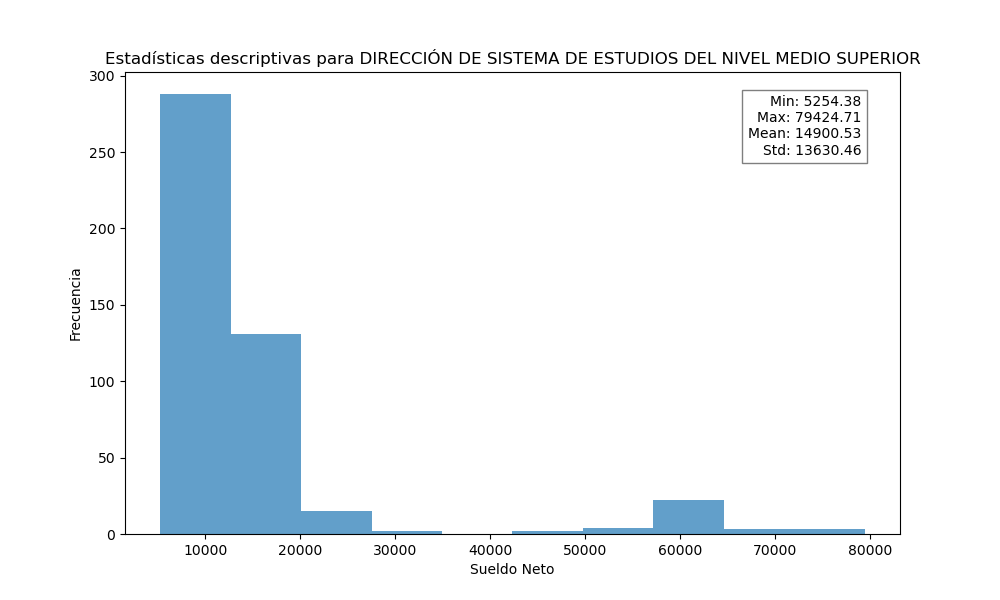 Estadísticas descriptivas para DIRECCIÓN DE SISTEMA DE ESTUDIOS DEL NIVEL MEDIO SUPERIOR
300
250
200
150
100
50
0
Frecuencia
Min: 5254.38
Max: 79424.71
Mean: 14900.53
Std: 13630.46
10000 20000 30000 40000 50000 60000 70000 80000
Sueldo Neto